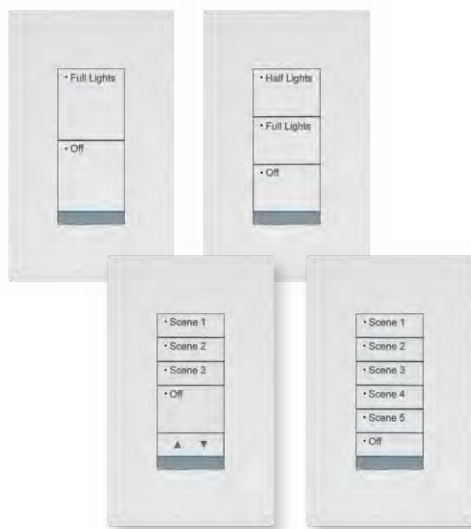 • Full Lights
• Off
• Half Lights
• Full Lights
• Off
• Scene 1
• Scene 2
• Scene 3
• Off
▲ ▼
• Scene 1
• Scene 2
• Scene 3
• Scene 4
• Scene 5
• Off